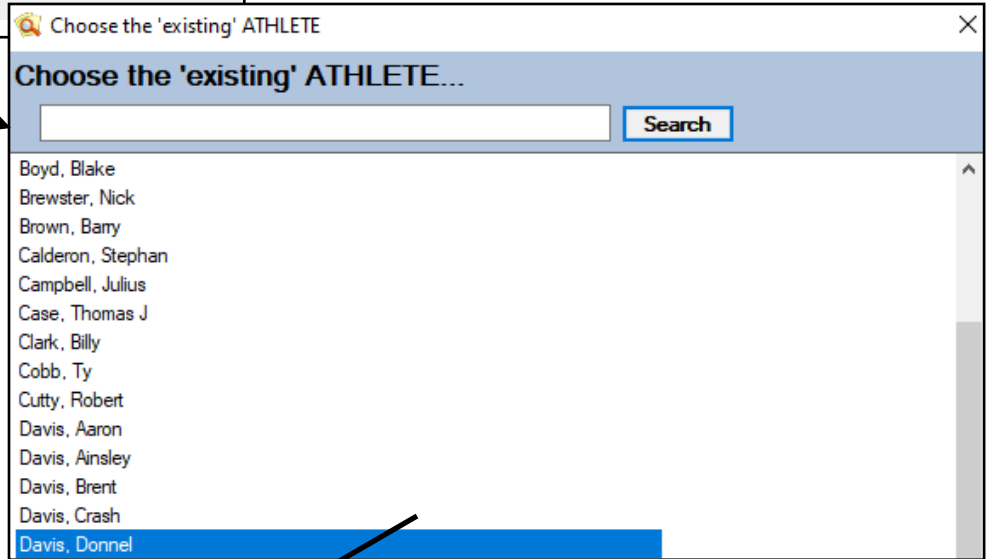 Choose the 'existing' ATHLETE
Choose the 'existing' ATHLETE...
Search
Boyd, Blake
Brewster, Nick
Brown, Barry
Calderon, Stephan
Campbell, Julius
Case, Thomas J
Clark, Billy
Cobb, Ty
Cutty, Robert
Davis, Aaron
Davis, Ainsley
Davis, Brent
Davis, Crash
Davis, Donnel